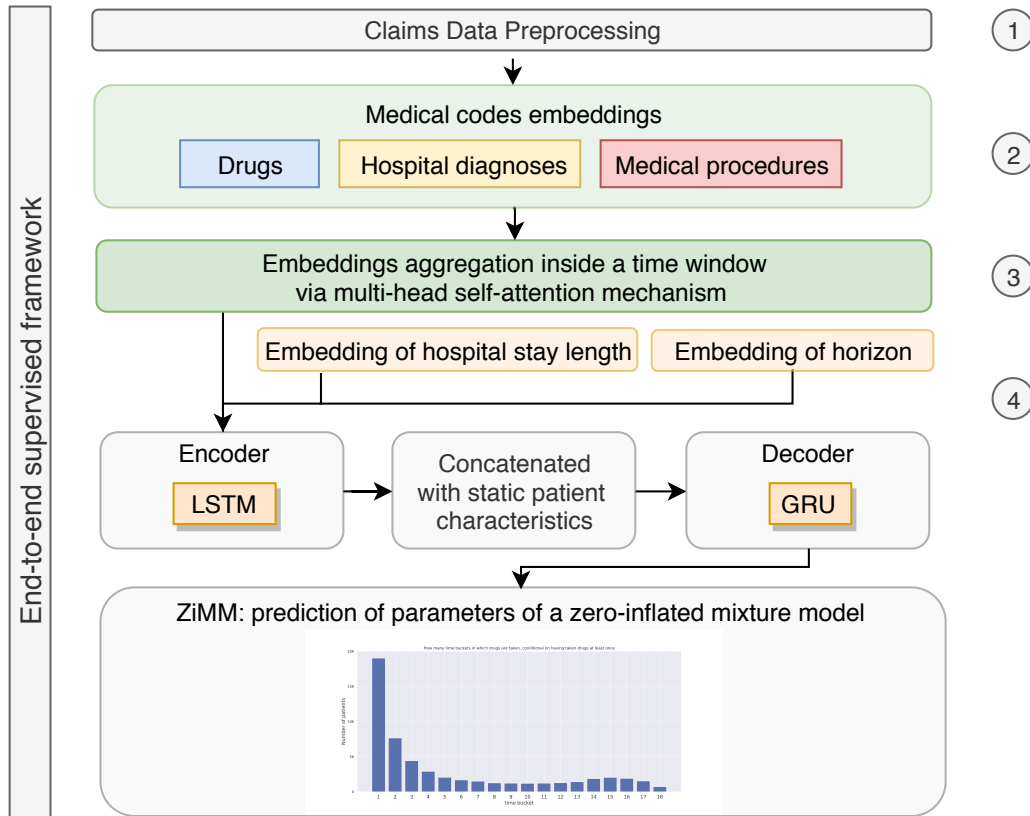 End-to-end supervised framework
Claims Data Preprocessing
1
Medical codes embeddings
Drugs
Hospital diagnoses
Medical procedures
2
Embeddings aggregation inside a time window
via multi-head self-attention mechanism
3
Embedding of hospital stay length
Embedding of horizon
4
Encoder
LSTM
Concatenated
with static patient
characteristics
Decoder
GRU
ZiMM: prediction of parameters of a zero-inflated mixture model
How many time buckets in which drugs are taken, conditional on having taken drugs at least once
Number of patients
20K
15K
10K
5K
0
1 2 3 4 5 6 7 8 9 10 11 12 13 14 15 16 17 18
time bucket